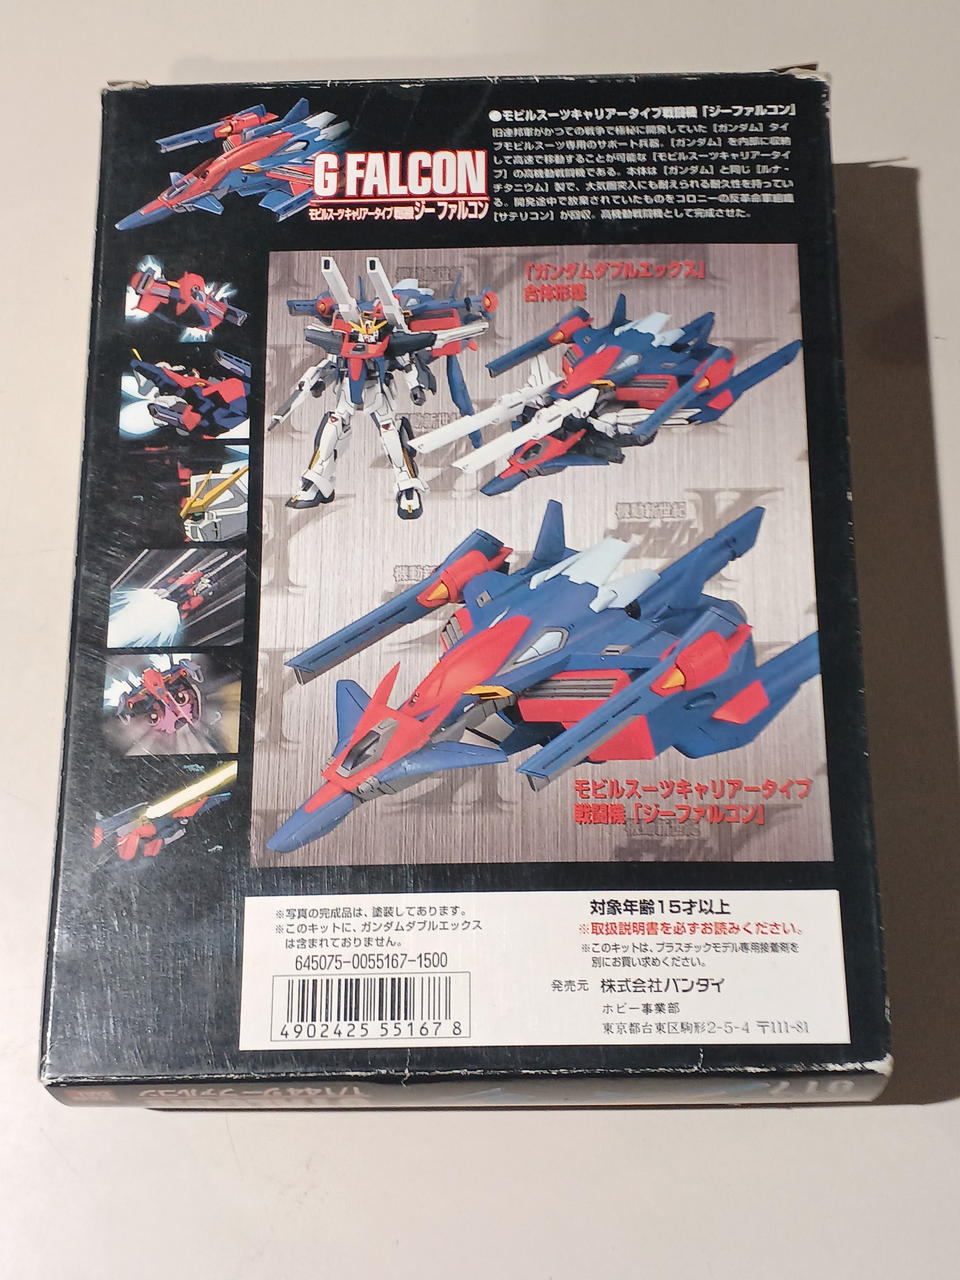 ●モビルスーツキャリアータイプ戦闘機「ジーファルコン」
旧連邦軍がかつての戦争で極秘に開発していた［ガンダム］タイ
プモビルスーツ専用のサポート兵器。［ガンダム］を内部に収納
して高速で移動することが可能な［モビルスーツキャリアータイ
プ］の高機動戦闘機である。本体は［ガンダム］と同じ［ルナ・
チタニウム］製で、大気圏突入にも耐えられる耐久性を持ってい
る。開発途中で放棄されていたものをコロニーの反革命軍組織
［サテリコン］が回収。高機動戦闘機として完成させた。
G FALCON
モビルスーツキャリアータイプ戦闘機ジーファルコン
「ガンダムダブルエックス」
合体形態
機動新世紀
モビルスーツキャリアータイプ
戦闘機「ジーファルコン」
※写真の完成品は、塗装してあります。
※このキットに、ガンダムダブルエックス
は含まれておりません。
645075-0055167-1500
4902425 55167 8
対象年齢15才以上
※取扱説明書を必ずお読みください。
※このキットは、プラスチックモデル専用接着剤を
別にお買い求めください。
発売元 株式会社バンダイ
ホビー事業部
東京都台東区駒形2-5-4 〒111-81
1/144ジーファルコン